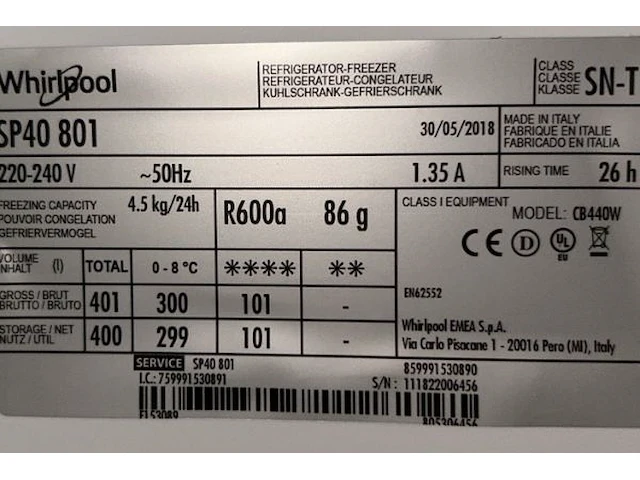 Whirlpool
REFRIGERATOR-FREEZER
REFRIGERATEUR-CONGELATEUR
KUHLSCHRANK-GEFRIERSCHRANK
CLASS
CLASSE
KLASSE
SN-T
SP40 801
30/05/2018
MADE IN ITALY
FABRIQUE EN ITALIE
FABRICADO EN ITALIA
220-240 V ~50Hz 1.35 A
RISING TIME 26 h
FREEZING CAPACITY
POUVOIR CONGELATION
GEFRIERVERMOGEL
4.5 kg/24h
R600a 86 g
CLASS I EQUIPMENT
MODEL: CB440W
CE D UL
EU
VOLUME
INHALT (l)
TOTAL 0-8 °C **** **
GROSS / BRUT
BRUTTO / BRUTO
401 300 101 -
EN62552
STORAGE / NET
NUTZ / UTIL
400 299 101 -
Whirlpool EMEA S.p.A.
Via Carlo Pisacane 1 - 20016 Pero (MI), Italy
SERVICE SP40 801 859991530890
I.C.: 759991530891 S/N: 111822006456